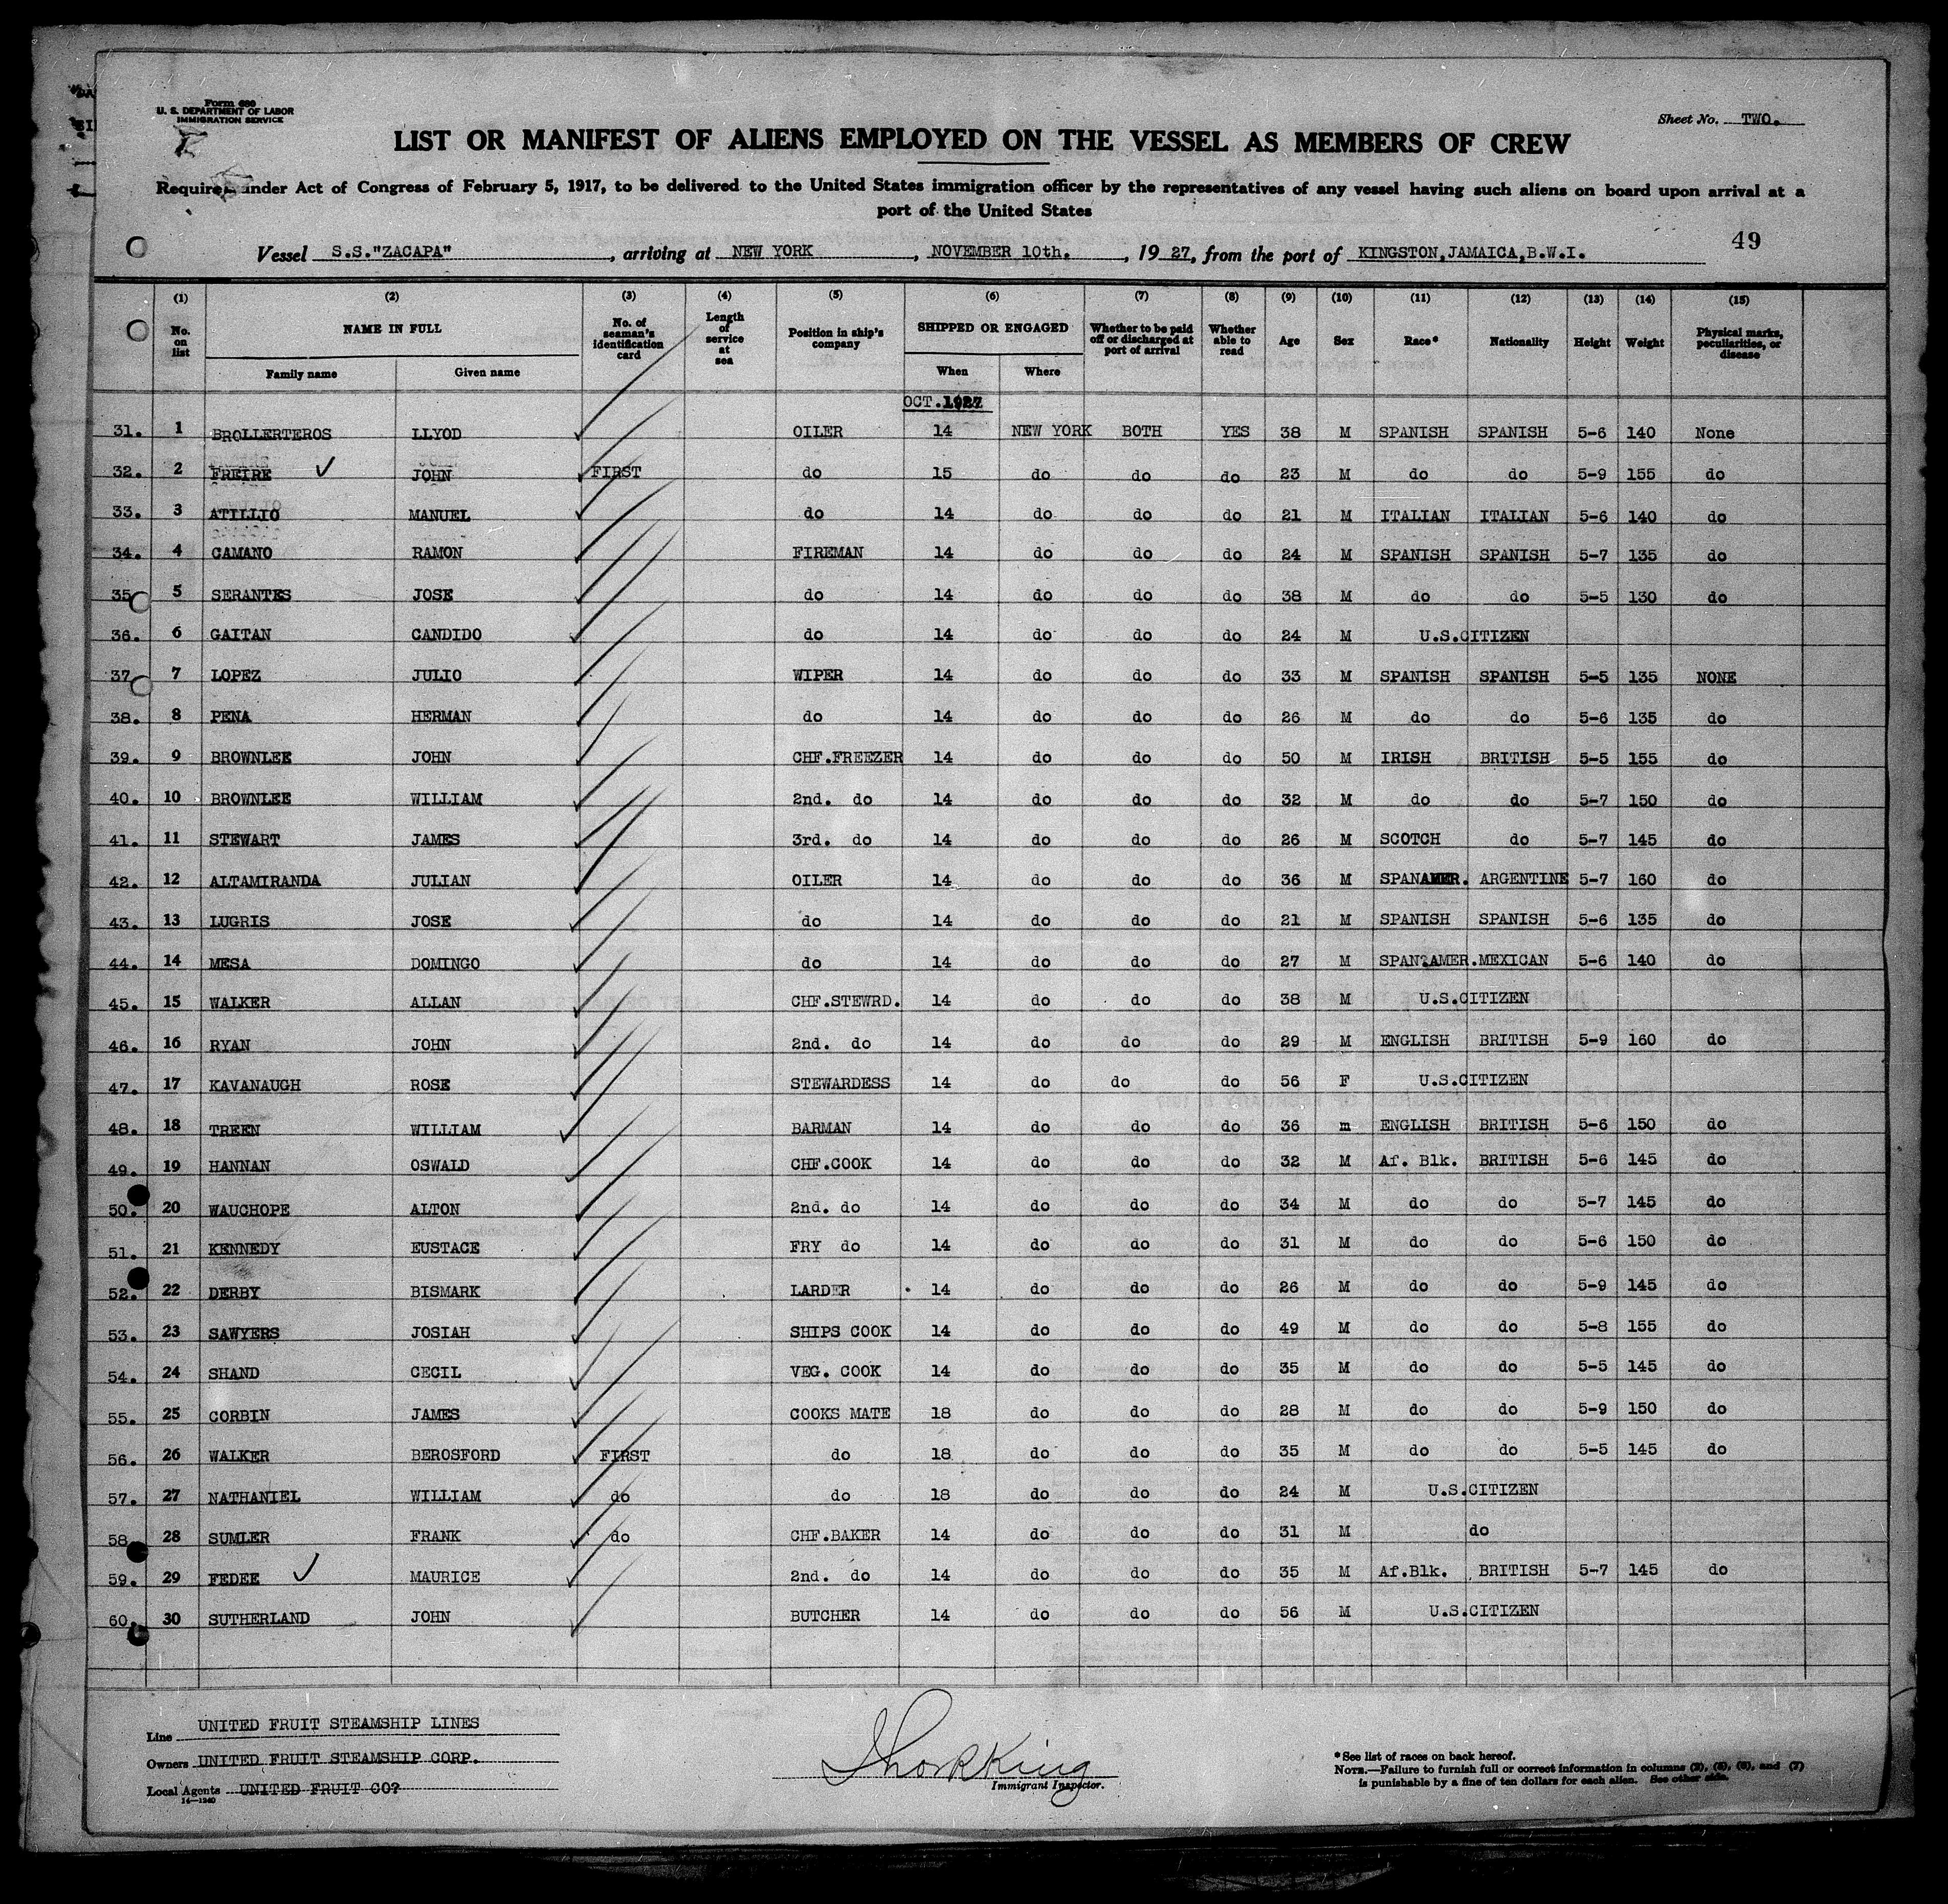 Form 680
U. S. DEPARTMENT OF LABOR
IMMIGRATION SERVICE
Sheet No. TWO.
LIST OR MANIFEST OF ALIENS EMPLOYED ON THE VESSEL AS MEMBERS OF CREW
Required under Act of Congress of February 5, 1917, to be delivered to the United States immigration officer by the representatives of any vessel having such aliens on board upon arrival at a
port of the United States
49
Vessel S.S."ZACAPA", arriving at NEW YORK, NOVEMBER 10th., 1927, from the port of KINGSTON,JAMAICA,B.W.I.
(1) (2) (3) (4) (5) (6) (7) (8) (9) (10) (11) (12) (13) (14) (15)
No. on list NAME IN FULL No. of seaman's identification card Length of service at sea Position in ship's company SHIPPED OR ENGAGED Whether to be paid off or discharged at port of arrival Whether able to read Age Sex Race* Nationality Height Weight Physical marks, peculiarities, or disease
Family name Given name When Where
OCT.1927
31. 1 BROLLERTEROS LLYOD OILER 14 NEW YORK BOTH YES 38 M SPANISH SPANISH 5-6 140 None
32. 2 FREIRE JOHN FIRST do 15 do do do 23 M do do 5-9 155 do
33. 3 ATILLIO MANUEL do 14 do do do 21 M ITALIAN ITALIAN 5-6 140 do
34. 4 CAMANO RAMON FIREMAN 14 do do do 24 M SPANISH SPANISH 5-7 135 do
35. 5 SERANTES JOSE do 14 do do do 38 M do do 5-5 130 do
36. 6 GAITAN CANDIDO do 14 do do do 24 M U.S.CITIZEN
37. 7 LOPEZ JULIO WIPER 14 do do do 33 M SPANISH SPANISH 5-5 135 NONE
38. 8 PENA HERMAN do 14 do do do 26 M do do 5-6 135 do
39. 9 BROWNLEE JOHN CHF.FREEZER 14 do do do 50 M IRISH BRITISH 5-5 155 do
40. 10 BROWNLEE WILLIAM 2nd. do 14 do do do 32 M do do 5-7 150 do
41. 11 STEWART JAMES 3rd. do 14 do do do 26 M SCOTCH do 5-7 145 do
42. 12 ALTAMIRANDA JULIAN OILER 14 do do do 36 M SPANAMER. ARGENTINE 5-7 160 do
43. 13 LUGRIS JOSE do 14 do do do 21 M SPANISH SPANISH 5-6 135 do
44. 14 MESA DOMINGO do 14 do do do 27 M SPAN?AMER.MEXICAN 5-6 140 do
45. 15 WALKER ALLAN CHF.STEWRD. 14 do do do 38 M U.S.CITIZEN
46. 16 RYAN JOHN 2nd. do 14 do do do 29 M ENGLISH BRITISH 5-9 160 do
47. 17 KAVANAUGH ROSE STEWARDESS 14 do do do 56 F U.S.CITIZEN
48. 18 TREEN WILLIAM BARMAN 14 do do do 36 m ENGLISH BRITISH 5-6 150 do
49. 19 HANNAN OSWALD CHF.COOK 14 do do do 32 M Af. Blk. BRITISH 5-6 145 do
50. 20 WAUCHOPE ALTON 2nd. do 14 do do do 34 M do do 5-7 145 do
51. 21 KENNEDY EUSTACE FRY do 14 do do do 31 M do do 5-6 150 do
52. 22 DERBY BISMARK LARDER 14 do do do 26 M do do 5-9 145 do
53. 23 SAWYERS JOSIAH SHIPS COOK 14 do do do 49 M do do 5-8 155 do
54. 24 SHAND CECIL VEG. COOK 14 do do do 35 M do do 5-5 145 do
55. 25 CORBIN JAMES COOKS MATE 18 do do do 28 M do do 5-9 150 do
56. 26 WALKER BEROSFORD FIRST do 18 do do do 35 M do do 5-5 145 do
57. 27 NATHANIEL WILLIAM do do 18 do do do 24 M U.S.CITIZEN
58. 28 SUMLER FRANK do CHF.BAKER 14 do do do 31 M do
59. 29 FEDEE MAURICE 2nd. do 14 do do do 35 M Af.Blk. BRITISH 5-7 145 do
60. 30 SUTHERLAND JOHN BUTCHER 14 do do do 56 M U.S.CITIZEN
Line UNITED FRUIT STEAMSHIP LINES
Owners UNITED FRUIT STEAMSHIP CORP.
Local Agents UNITED FRUIT CO?
14—1240
Immigrant Inspector.
*See list of races on back hereof.
NOTE.—Failure to furnish full or correct information in columns (2), (5), (6), and (7)
is punishable by a fine of ten dollars for each alien. See other side.